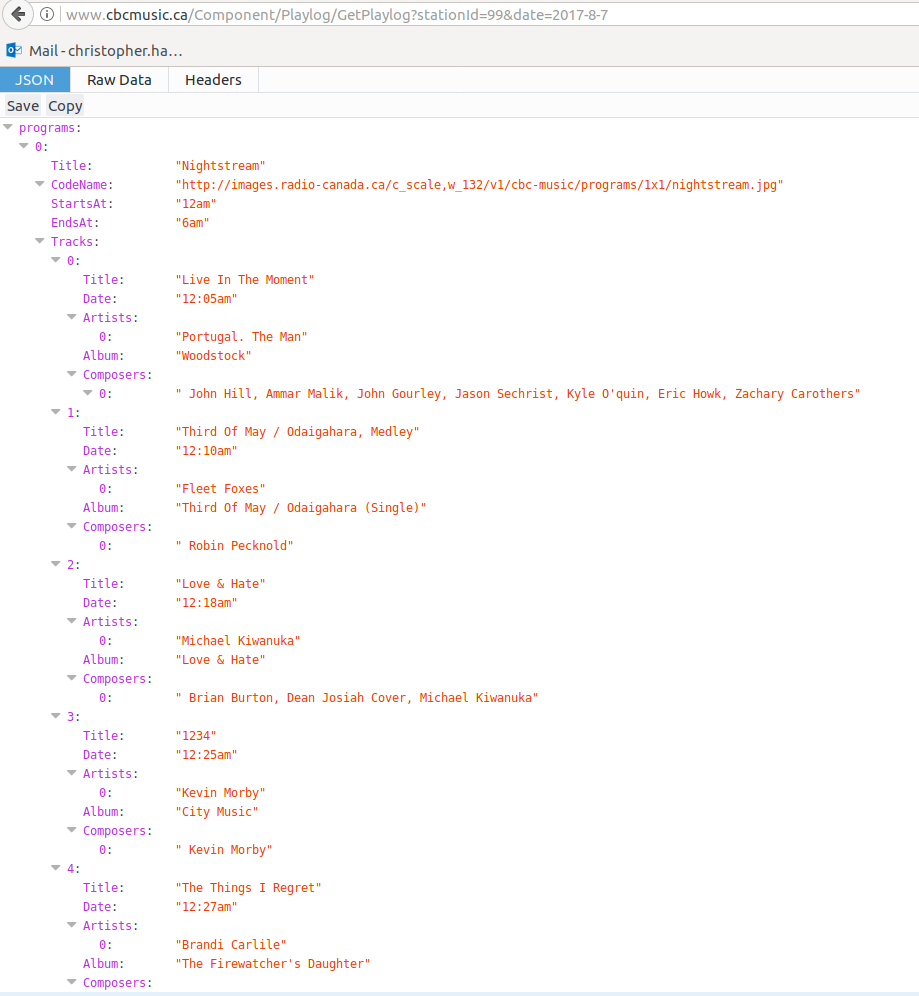 www.cbcmusic.ca/Component/Playlog/GetPlaylog?stationId=99&date=2017-8-7
Mail - christopher.ha...
JSON Raw Data Headers
Save Copy
programs:
0:
Title: "Nightstream"
CodeName: "http://images.radio-canada.ca/c_scale,w_132/v1/cbc-music/programs/1x1/nightstream.jpg"
StartsAt: "12am"
EndsAt: "6am"
Tracks:
0:
Title: "Live In The Moment"
Date: "12:05am"
Artists:
0: "Portugal. The Man"
Album: "Woodstock"
Composers:
0: " John Hill, Ammar Malik, John Gourley, Jason Sechrist, Kyle O'quin, Eric Howk, Zachary Carothers"
1:
Title: "Third Of May / Odaigahara, Medley"
Date: "12:10am"
Artists:
0: "Fleet Foxes"
Album: "Third Of May / Odaigahara (Single)"
Composers:
0: " Robin Pecknold"
2:
Title: "Love & Hate"
Date: "12:18am"
Artists:
0: "Michael Kiwanuka"
Album: "Love & Hate"
Composers:
0: " Brian Burton, Dean Josiah Cover, Michael Kiwanuka"
3:
Title: "1234"
Date: "12:25am"
Artists:
0: "Kevin Morby"
Album: "City Music"
Composers:
0: " Kevin Morby"
4:
Title: "The Things I Regret"
Date: "12:27am"
Artists:
0: "Brandi Carlile"
Album: "The Firewatcher's Daughter"
Composers: